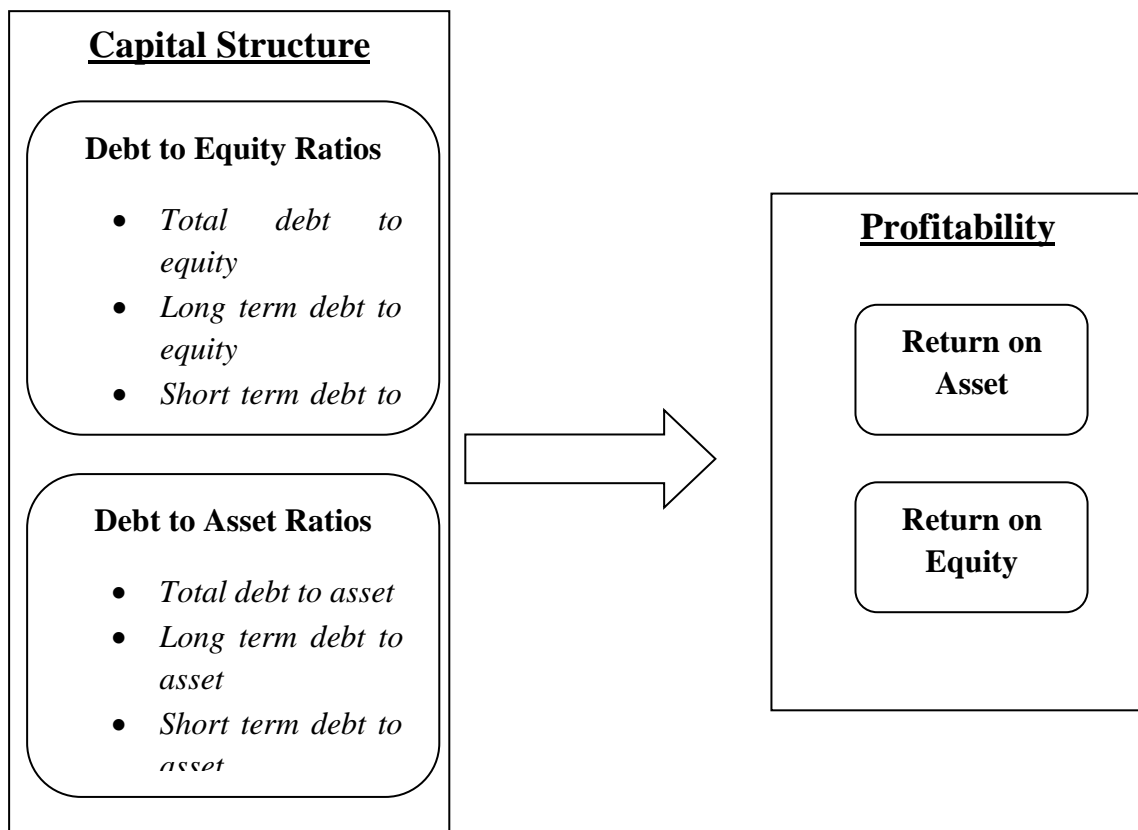 Capital Structure
Debt to Equity Ratios
• Total debt to
equity
• Long term debt to
equity
• Short term debt to
Debt to Asset Ratios
• Total debt to asset
• Long term debt to
asset
• Short term debt to
asset
Profitability
Return on
Asset
Return on
Equity